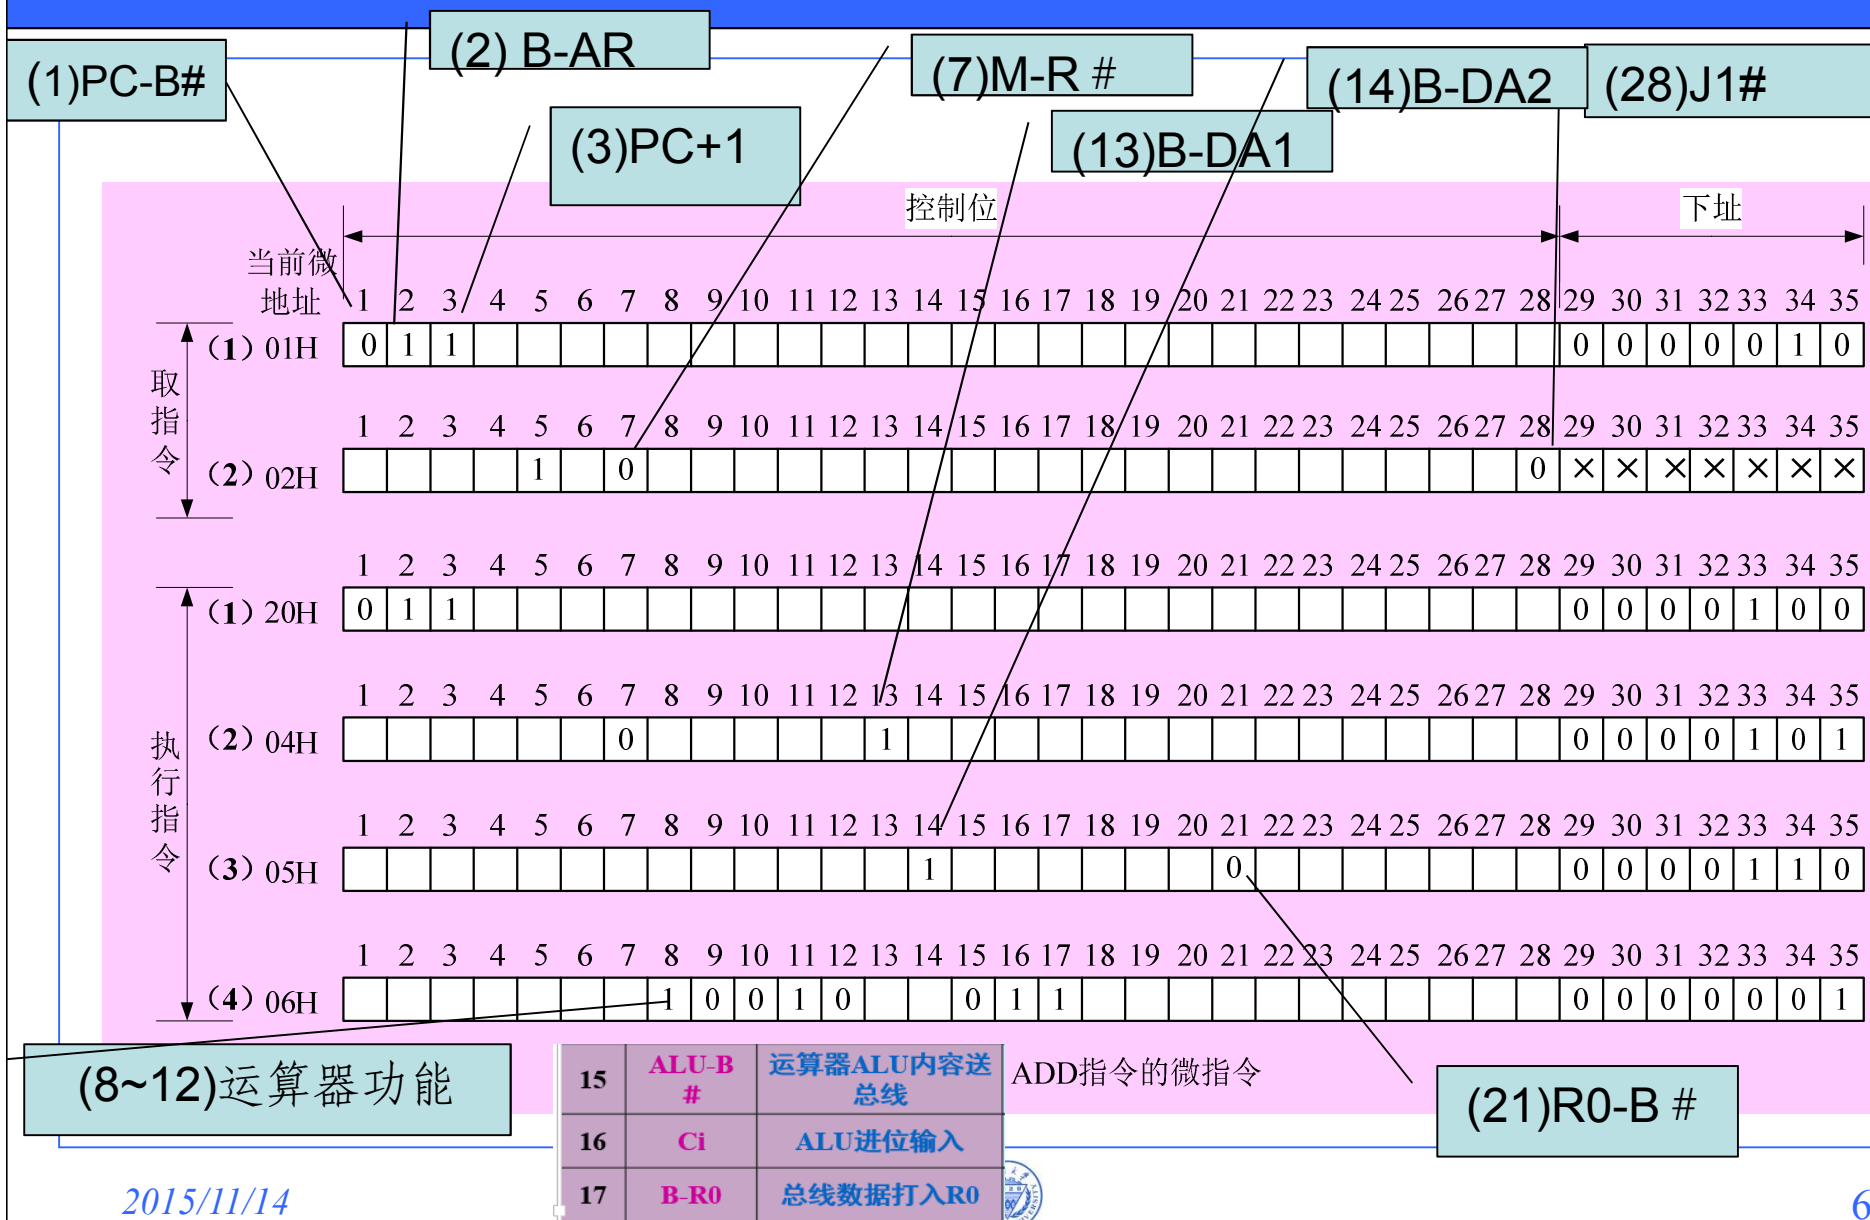 (1)PC-B#
(2) B-AR
(7)M-R #
(14)B-DA2
(28)J1#
(3)PC+1
(13)B-DA1
控制位
下址
当前微
地址
1 2 3 4 5 6 7 8 9 10 11 12 13 14 15 16 17 18 19 20 21 22 23 24 25 26 27 28 29 30 31 32 33 34 35
取指令
(1) 01H 0 1 1 0 0 0 0 0 1 0
1 2 3 4 5 6 7 8 9 10 11 12 13 14 15 16 17 18 19 20 21 22 23 24 25 26 27 28 29 30 31 32 33 34 35
(2) 02H 1 0 0 × × × × × × ×
1 2 3 4 5 6 7 8 9 10 11 12 13 14 15 16 17 18 19 20 21 22 23 24 25 26 27 28 29 30 31 32 33 34 35
执行指令
(1) 20H 0 1 1 0 0 0 0 1 0 0
1 2 3 4 5 6 7 8 9 10 11 12 13 14 15 16 17 18 19 20 21 22 23 24 25 26 27 28 29 30 31 32 33 34 35
(2) 04H 0 1 0 0 0 0 1 0 1
1 2 3 4 5 6 7 8 9 10 11 12 13 14 15 16 17 18 19 20 21 22 23 24 25 26 27 28 29 30 31 32 33 34 35
(3) 05H 1 0 0 0 0 0 1 1 0
1 2 3 4 5 6 7 8 9 10 11 12 13 14 15 16 17 18 19 20 21 22 23 24 25 26 27 28 29 30 31 32 33 34 35
(4) 06H 1 0 0 1 0 0 1 1 0 0 0 0 0 0 1
(8~12)运算器功能
15 ALU-B # 运算器ALU内容送总线
16 Ci ALU进位输入
17 B-R0 总线数据打入R0
ADD指令的微指令
(21)R0-B #
2015/11/14
6